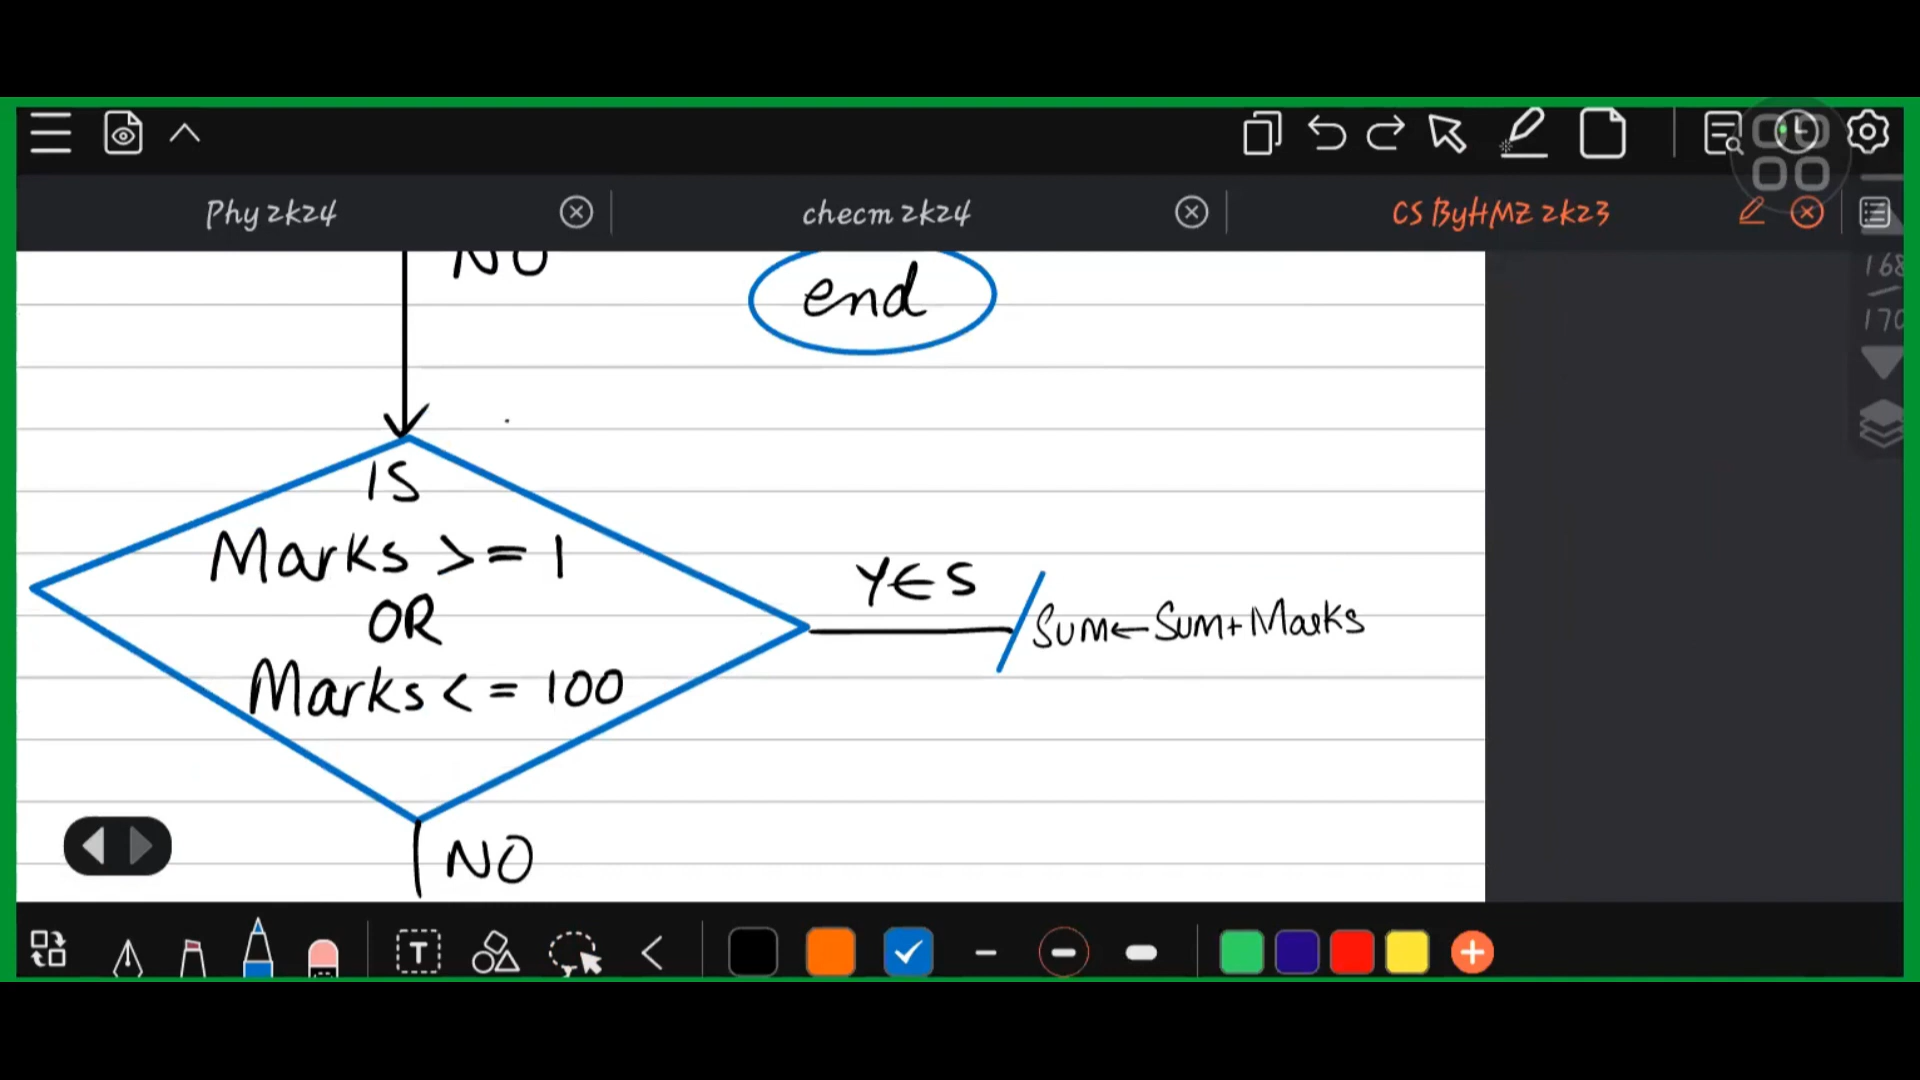 Phy 2k24
checm 2k24
CS ByHMZ 2k23
168
170
NO
end
IS
Marks >= 1
OR
Marks <= 100
YES
Sum←Sum+Marks
NO
T